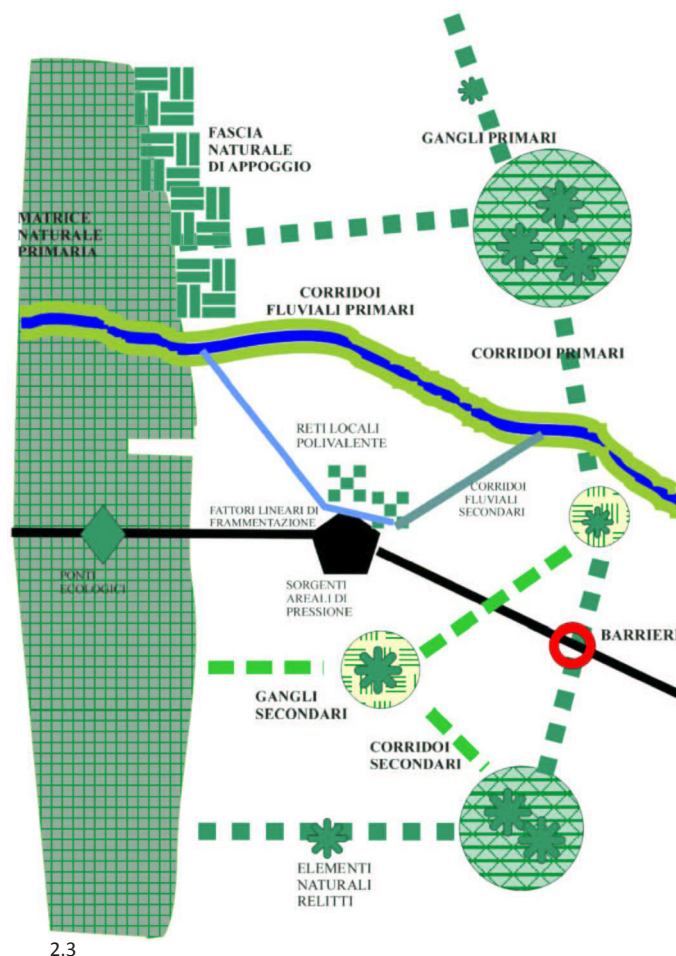 GANGLI PRIMARI
FASCIA
NATURALE
DI APPOGGIO
MATRICE
NATURALE
PRIMARIA
CORRIDOI
FLUVIALI PRIMARI
CORRIDOI PRIMARI
RETI LOCALI
POLIVALENTE
CORRIDOI
FLUVIALI
SECONDARI
FATTORI LINEARI DI
FRAMMENTAZIONE
PONTI
ECOLOGICI
SORGENTI
AREALI DI
PRESSIONE
BARRIERE
GANGLI
SECONDARI
CORRIDOI
SECONDARI
ELEMENTI
NATURALI
RELITTI
2.3